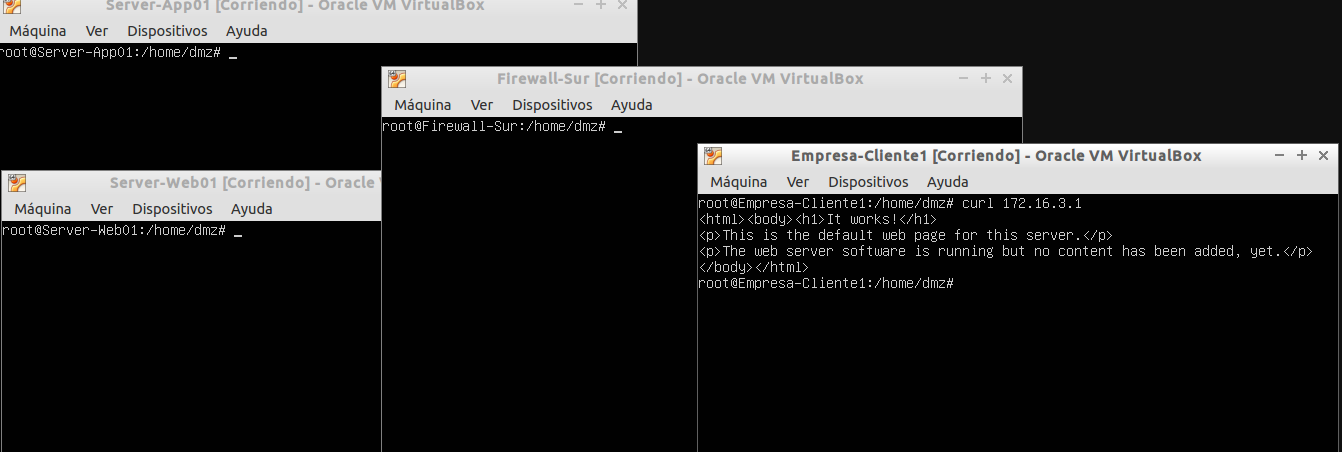 Server-App01 [Corriendo] - Oracle VM VirtualBox
Máquina Ver Dispositivos Ayuda
root@Server-App01:/home/dmz# _
Firewall-Sur [Corriendo] - Oracle VM VirtualBox
Máquina Ver Dispositivos Ayuda
root@Firewall-Sur:/home/dmz# _
Server-Web01 [Corriendo] - Oracle
Máquina Ver Dispositivos Ayuda
root@Server-Web01:/home/dmz# _
Empresa-Cliente1 [Corriendo] - Oracle VM VirtualBox
Máquina Ver Dispositivos Ayuda
root@Empresa-Cliente1:/home/dmz# curl 172.16.3.1
<html><body><h1>It works!</h1>
<p>This is the default web page for this server.</p>
<p>The web server software is running but no content has been added, yet.</p>
</body></html>
root@Empresa-Cliente1:/home/dmz#